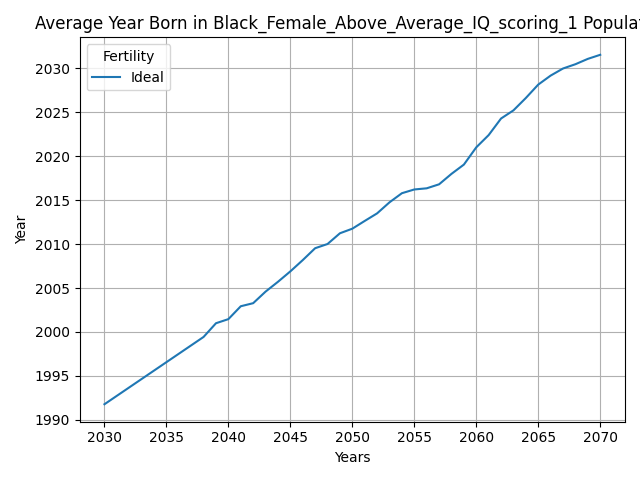 Average Year Born in Black_Female_Above_Average_IQ_scoring_1 Populat
Fertility
Ideal
2030
2025
2020
2015
2010
2005
2000
1995
1990
Year
2030 2035 2040 2045 2050 2055 2060 2065 2070
Years